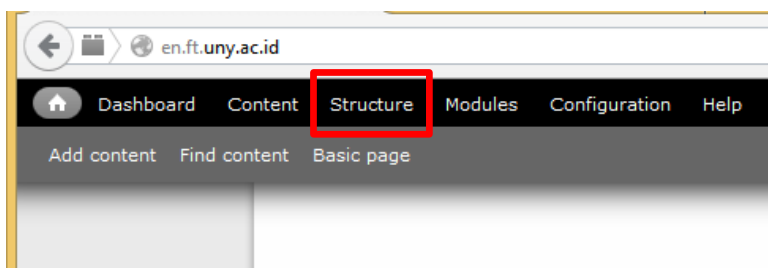 en.ft.uny.ac.id
Dashboard Content Structure Modules Configuration Help
Add content Find content Basic page